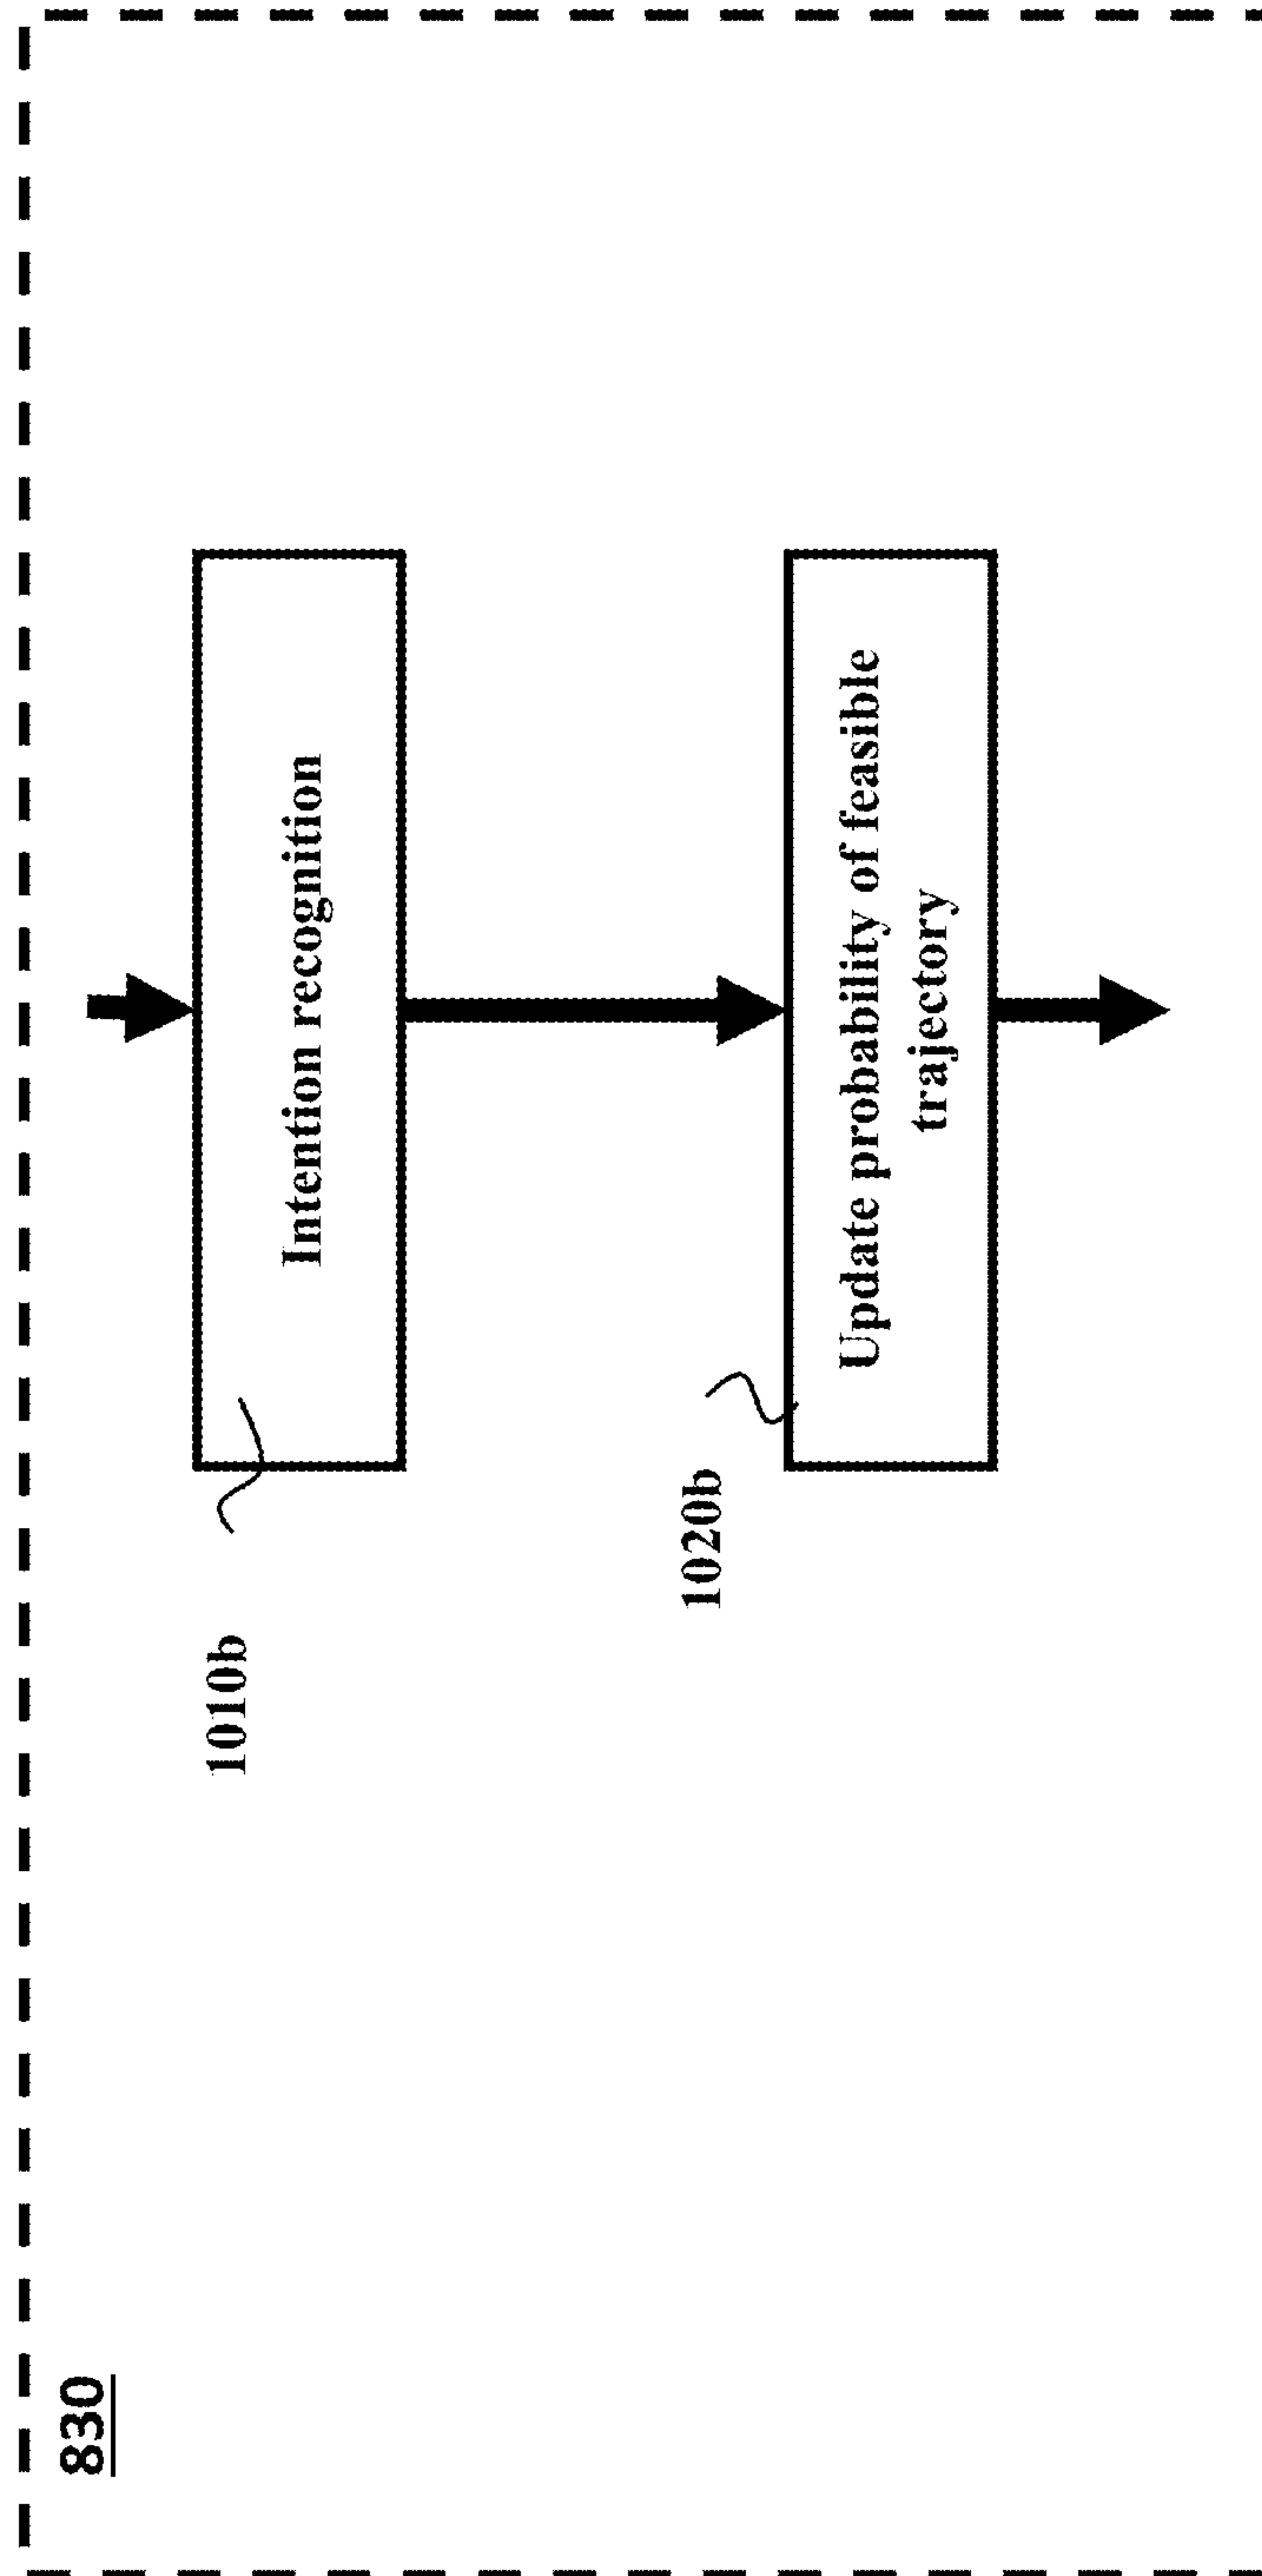 830
1010b
Intention recognition
1020b
Update probability of feasible
trajectory